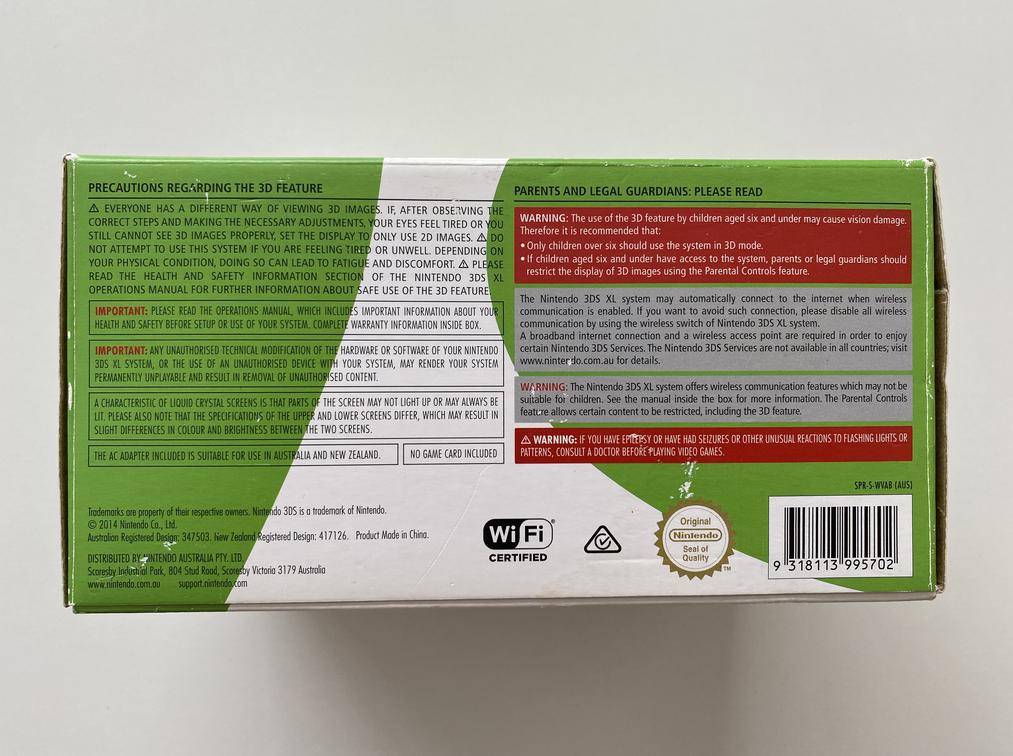 PRECAUTIONS REGARDING THE 3D FEATURE
⚠ EVERYONE HAS A DIFFERENT WAY OF VIEWING 3D IMAGES. IF, AFTER OBSERVING THE
CORRECT STEPS AND MAKING THE NECESSARY ADJUSTMENTS, YOUR EYES FEEL TIRED OR YOU
STILL CANNOT SEE 3D IMAGES PROPERLY, SET THE DISPLAY TO ONLY USE 2D IMAGES. ⚠ DO
NOT ATTEMPT TO USE THIS SYSTEM IF YOU ARE FEELING TIRED OR UNWELL. DEPENDING ON
YOUR PHYSICAL CONDITION, DOING SO CAN LEAD TO FATIGUE AND DISCOMFORT. ⚠ PLEASE
READ THE HEALTH AND SAFETY INFORMATION SECTION OF THE NINTENDO 3DS XL
OPERATIONS MANUAL FOR FURTHER INFORMATION ABOUT SAFE USE OF THE 3D FEATURE.
IMPORTANT: PLEASE READ THE OPERATIONS MANUAL, WHICH INCLUDES IMPORTANT INFORMATION ABOUT YOUR
HEALTH AND SAFETY BEFORE SETUP OR USE OF YOUR SYSTEM. COMPLETE WARRANTY INFORMATION INSIDE BOX.
IMPORTANT: ANY UNAUTHORISED TECHNICAL MODIFICATION OF THE HARDWARE OR SOFTWARE OF YOUR NINTENDO
3DS XL SYSTEM, OR THE USE OF AN UNAUTHORISED DEVICE WITH YOUR SYSTEM, MAY RENDER YOUR SYSTEM
PERMANENTLY UNPLAYABLE AND RESULT IN REMOVAL OF UNAUTHORISED CONTENT.
A CHARACTERISTIC OF LIQUID CRYSTAL SCREENS IS THAT PARTS OF THE SCREEN MAY NOT LIGHT UP OR MAY ALWAYS BE
LIT. PLEASE ALSO NOTE THAT THE SPECIFICATIONS OF THE UPPER AND LOWER SCREENS DIFFER, WHICH MAY RESULT IN
SLIGHT DIFFERENCES IN COLOUR AND BRIGHTNESS BETWEEN THE TWO SCREENS.
THE AC ADAPTER INCLUDED IS SUITABLE FOR USE IN AUSTRALIA AND NEW ZEALAND.
NO GAME CARD INCLUDED
Trademarks are property of their respective owners. Nintendo 3DS is a trademark of Nintendo.
© 2014 Nintendo Co., Ltd.
Australian Registered Design: 347503. New Zealand Registered Design: 417126. Product Made in China.
DISTRIBUTED BY NINTENDO AUSTRALIA PTY. LTD.
Scoresby Industrial Park, 804 Stud Road, Scoresby Victoria 3179 Australia
www.nintendo.com.au support.nintendo.com
PARENTS AND LEGAL GUARDIANS: PLEASE READ
WARNING: The use of the 3D feature by children aged six and under may cause vision damage.
Therefore it is recommended that:
• Only children over six should use the system in 3D mode.
• If children aged six and under have access to the system, parents or legal guardians should
restrict the display of 3D images using the Parental Controls feature.
The Nintendo 3DS XL system may automatically connect to the internet when wireless
communication is enabled. If you want to avoid such connection, please disable all wireless
communication by using the wireless switch of Nintendo 3DS XL system.
A broadband internet connection and a wireless access point are required in order to enjoy
certain Nintendo 3DS Services. The Nintendo 3DS Services are not available in all countries; visit
www.nintendo.com.au for details.
WARNING: The Nintendo 3DS XL system offers wireless communication features which may not be
suitable for children. See the manual inside the box for more information. The Parental Controls
feature allows certain content to be restricted, including the 3D feature.
⚠ WARNING: IF YOU HAVE EPILEPSY OR HAVE HAD SEIZURES OR OTHER UNUSUAL REACTIONS TO FLASHING LIGHTS OR
PATTERNS, CONSULT A DOCTOR BEFORE PLAYING VIDEO GAMES.
SPR-S-WVAB (AUS)
Wi Fi ®
CERTIFIED
Original
Nintendo
Seal of
Quality
™
9 318113 995702